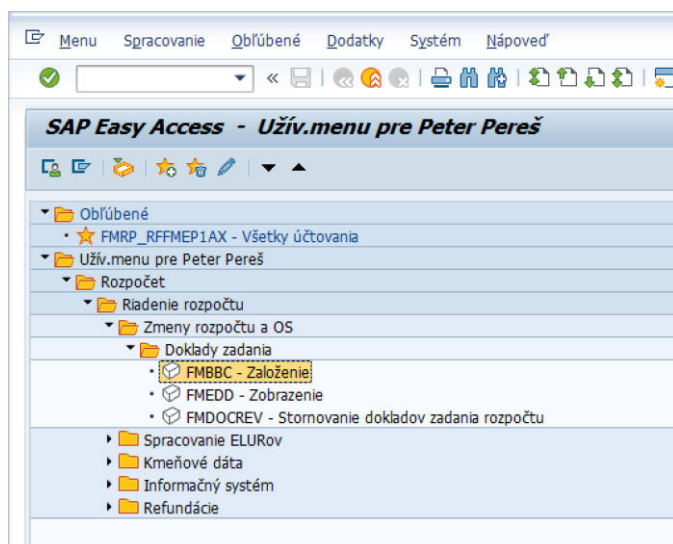 Menu Spracovanie Obľúbené Dodatky Systém Nápoveď
SAP Easy Access - Užív.menu pre Peter Pereš
Obľúbené
FMRP_RFFMEP1AX - Všetky účtovania
Užív.menu pre Peter Pereš
Rozpočet
Riadenie rozpočtu
Zmeny rozpočtu a OS
Doklady zadania
FMBBC - Založenie
FMEDD - Zobrazenie
FMDOCREV - Stornovanie dokladov zadania rozpočtu
Spracovanie ELURov
Kmeňové dáta
Informačný systém
Refundácie